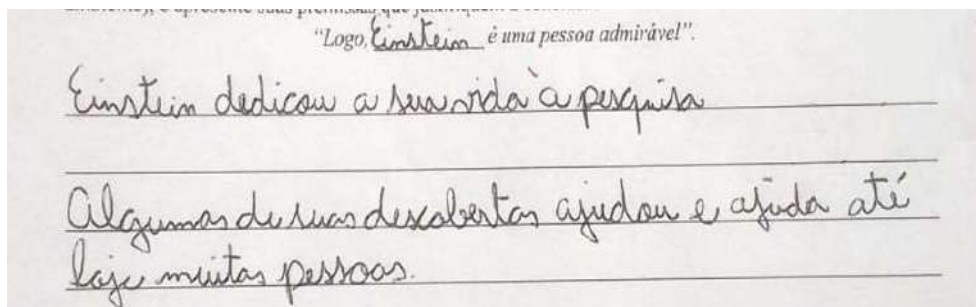 "Logo, Einstein é uma pessoa admirável".
Einstein dedicou a sua vida à pesquisa
Algumas de suas descobertas ajudou e ajuda até
hoje muitas pessoas.